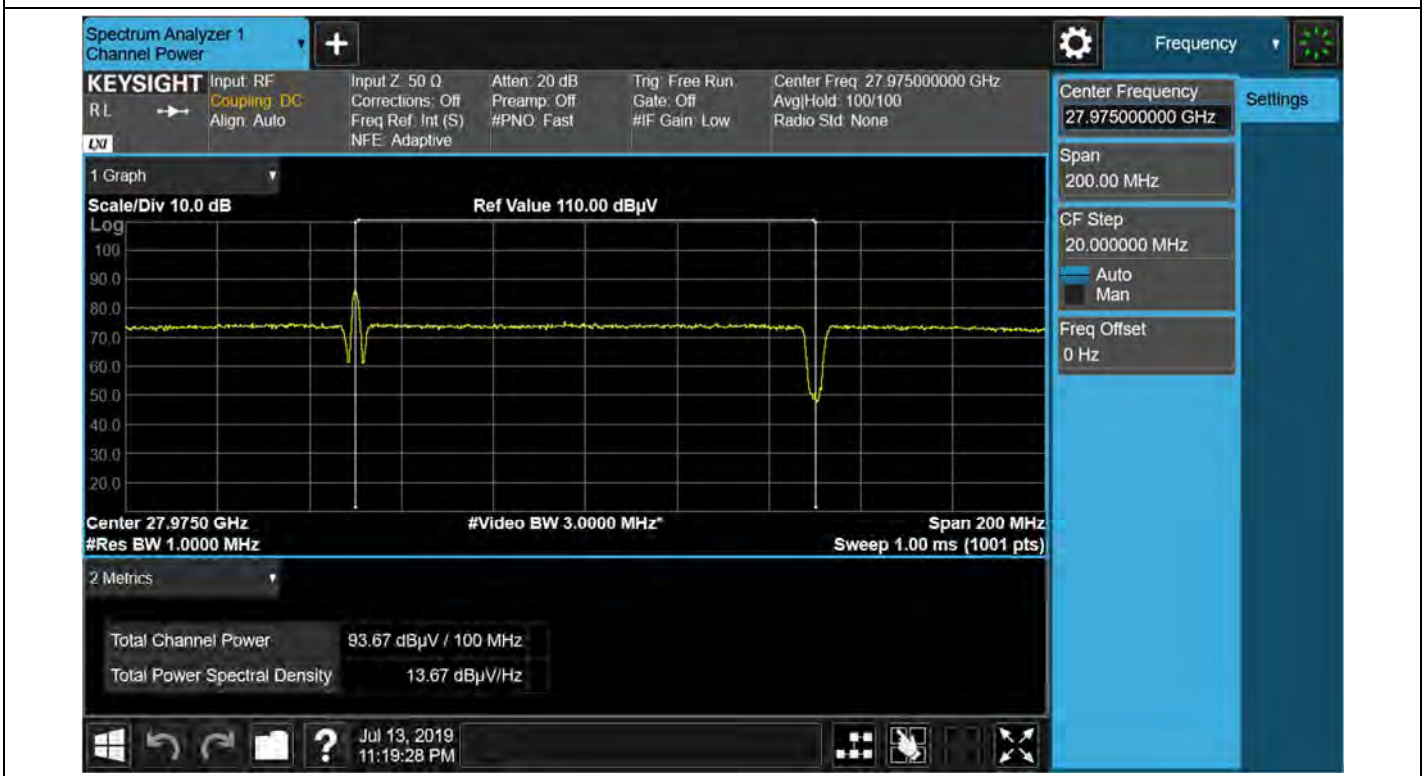 Spectrum Analyzer 1
Channel Power
+
Frequency
KEYSIGHT
RL
LXI
Input: RF
Coupling: DC
Align: Auto
Input Z: 50 Ω
Corrections: Off
Freq Ref: Int (S)
NFE: Adaptive
Atten: 20 dB
Preamp: Off
#PNO: Fast
Trig: Free Run
Gate: Off
#IF Gain: Low
Center Freq: 27.975000000 GHz
Avg|Hold: 100/100
Radio Std: None
Center Frequency
27.975000000 GHz
Settings
Span
200.00 MHz
CF Step
20.000000 MHz
Auto
Man
Freq Offset
0 Hz
1 Graph
Scale/Div 10.0 dB
Ref Value 110.00 dBµV
Log
100
90.0
80.0
70.0
60.0
50.0
40.0
30.0
20.0
Center 27.9750 GHz
#Video BW 3.0000 MHz*
Span 200 MHz
#Res BW 1.0000 MHz
Sweep 1.00 ms (1001 pts)
2 Metrics
Total Channel Power 93.67 dBµV / 100 MHz
Total Power Spectral Density 13.67 dBµV/Hz
?
Jul 13, 2019
11:19:28 PM